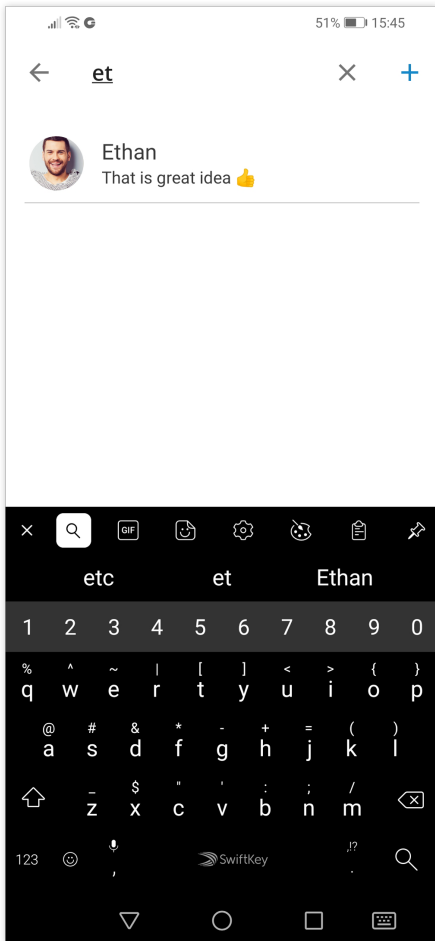 51% 15:45
et
Ethan
That is great idea 👍
GIF
etc et Ethan
1 2 3 4 5 6 7 8 9 0
% ^ ~ | [ ] < > { }
q w e r t y u i o p
@ # & * - + = ( )
a s d f g h j k l
_ $ " ' : ; /
z x c v b n m
,!?
123 , SwiftKey .